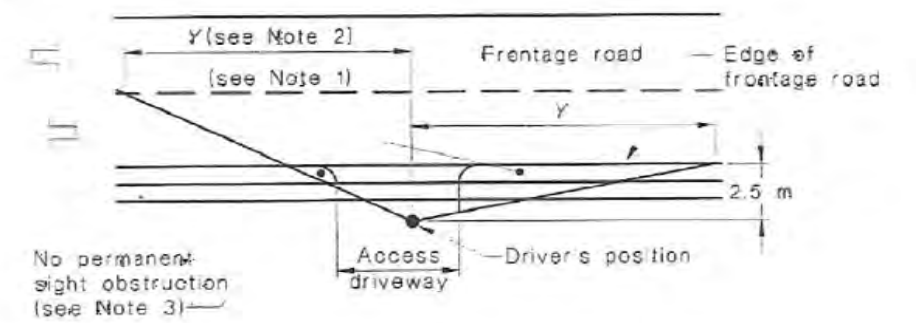 Y(see Note 2]
(see Note 1)
Frontage road
Edge of
frontage road
Y
2.5 m
Driver's position
Access
driveway
No permanent
sight obstruction
(see Note 3)